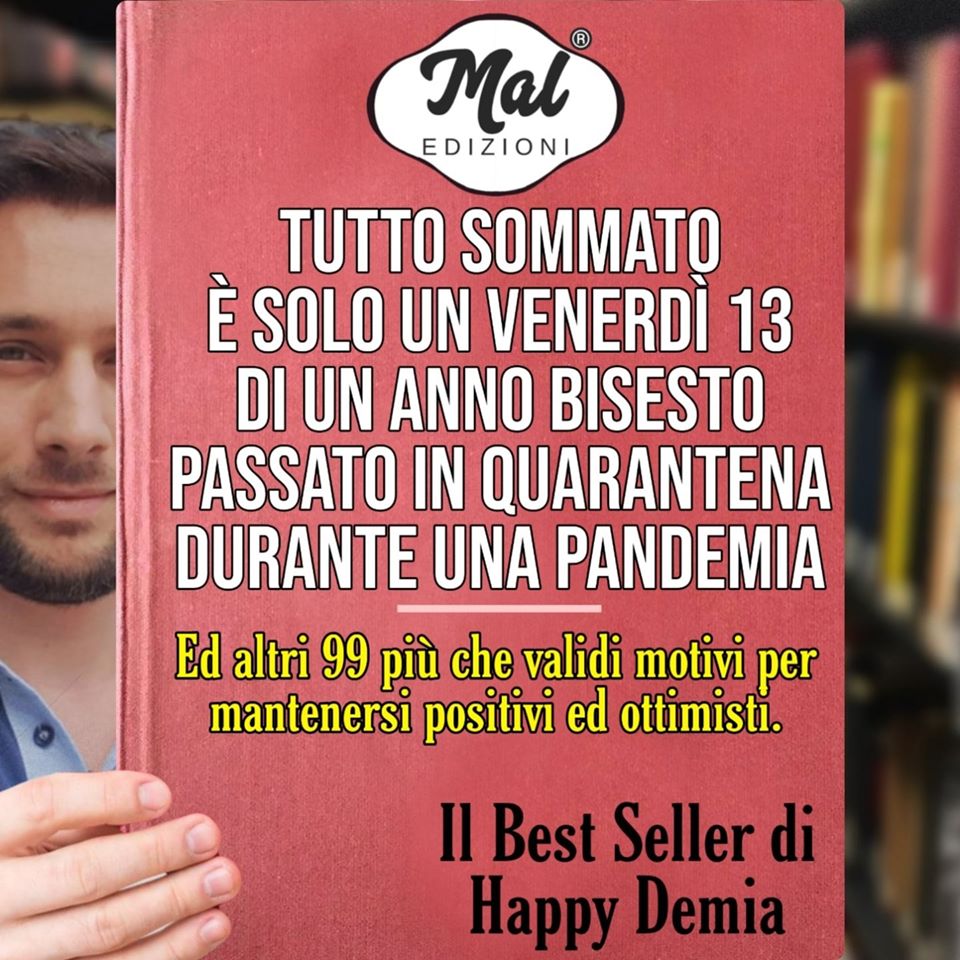 Mal®
EDIZIONI
TUTTO SOMMATO
È SOLO UN VENERDÌ 13
DI UN ANNO BISESTO
PASSATO IN QUARANTENA
DURANTE UNA PANDEMIA
Ed altri 99 più che validi motivi per
mantenersi positivi ed ottimisti.
Il Best Seller di
Happy Demia